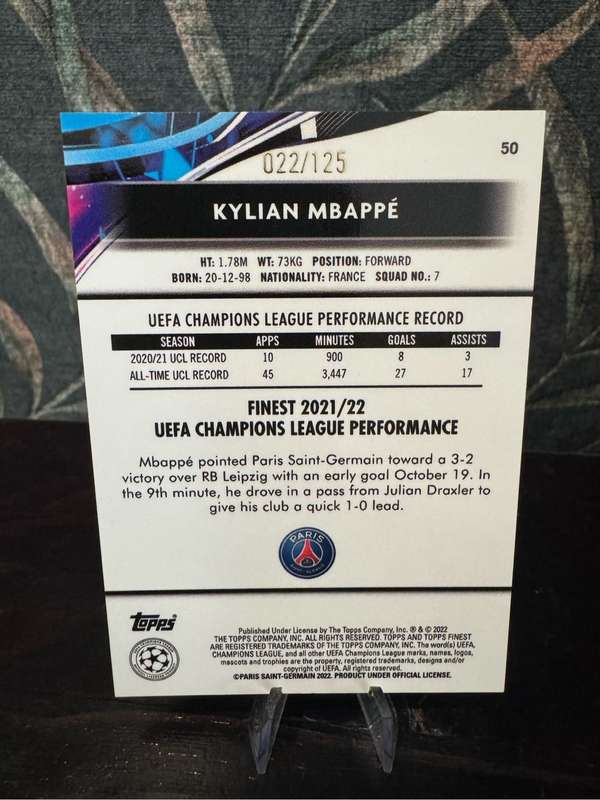 50
022/125
KYLIAN MBAPPÉ
HT: 1.78M WT: 73KG POSITION: FORWARD
BORN: 20-12-98 NATIONALITY: FRANCE SQUAD NO.: 7
UEFA CHAMPIONS LEAGUE PERFORMANCE RECORD
SEASON APPS MINUTES GOALS ASSISTS
2020/21 UCL RECORD 10 900 8 3
ALL-TIME UCL RECORD 45 3,447 27 17
FINEST 2021/22
UEFA CHAMPIONS LEAGUE PERFORMANCE
Mbappé pointed Paris Saint-Germain toward a 3-2
victory over RB Leipzig with an early goal October 19. In
the 9th minute, he drove in a pass from Julian Draxler to
give his club a quick 1-0 lead.
PARIS
topps
Published Under License by The Topps Company, Inc. ® & © 2022
THE TOPPS COMPANY, INC. ALL RIGHTS RESERVED. TOPPS AND TOPPS FINEST
ARE REGISTERED TRADEMARKS OF THE TOPPS COMPANY, INC. The word(s) UEFA,
CHAMPIONS LEAGUE, and all other UEFA Champions League marks, names, logos,
mascots and trophies are the property, registered trademarks, designs and/or
copyright of UEFA. All rights reserved.
©PARIS SAINT-GERMAIN 2022. PRODUCT UNDER OFFICIAL LICENSE.